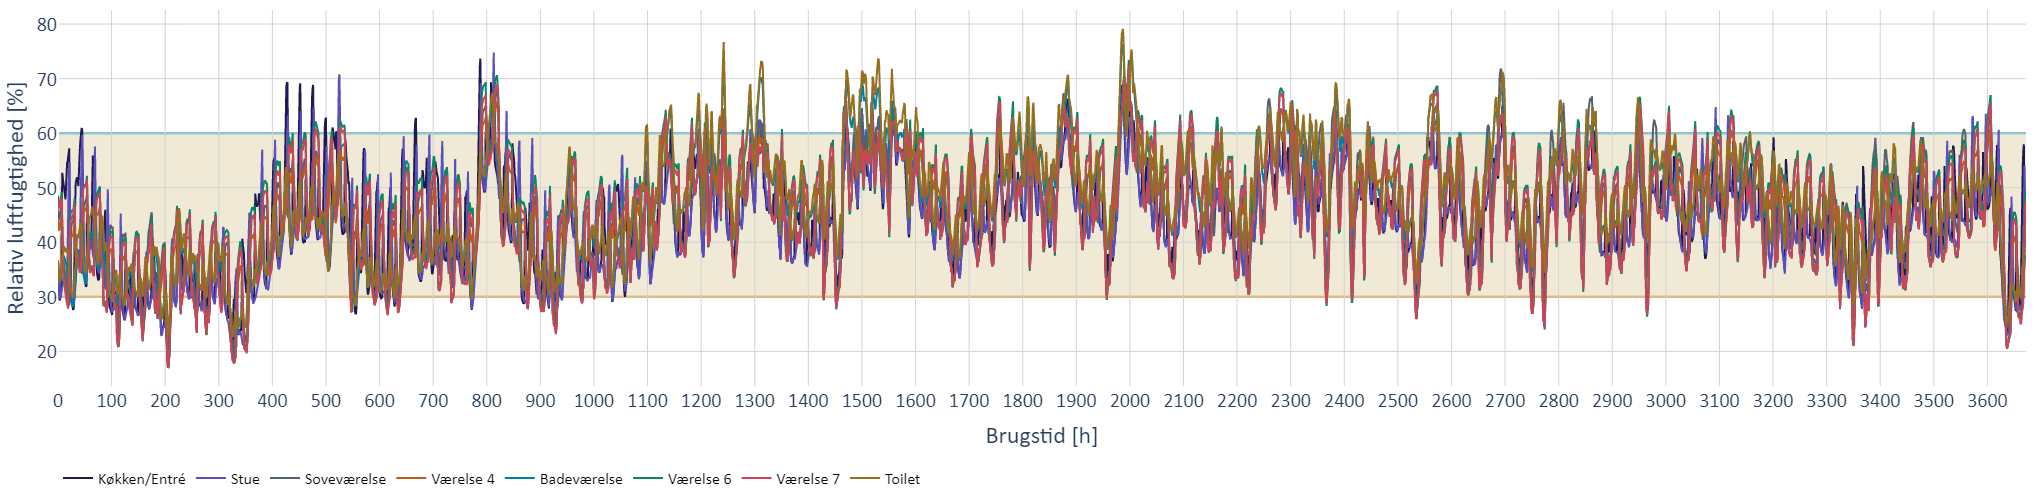 Relativ luftfugtighed [%]
80
70
60
50
40
30
20
0 100 200 300 400 500 600 700 800 900 1000 1100 1200 1300 1400 1500 1600 1700 1800 1900 2000 2100 2200 2300 2400 2500 2600 2700 2800 2900 3000 3100 3200 3300 3400 3500 3600
Brugstid [h]
Køkken/Entré Stue Soveværelse Værelse 4 Badeværelse Værelse 6 Værelse 7 Toilet